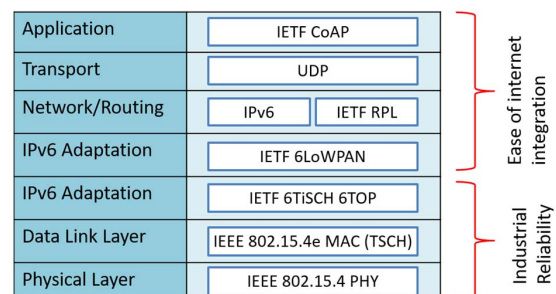 Application
IETF CoAP
Transport
UDP
Network/Routing
IPv6
IETF RPL
IPv6 Adaptation
IETF 6LoWPAN
IPv6 Adaptation
IETF 6TiSCH 6TOP
Data Link Layer
IEEE 802.15.4e MAC (TSCH)
Physical Layer
IEEE 802.15.4 PHY
Ease of internet
integration
Industrial
Reliability